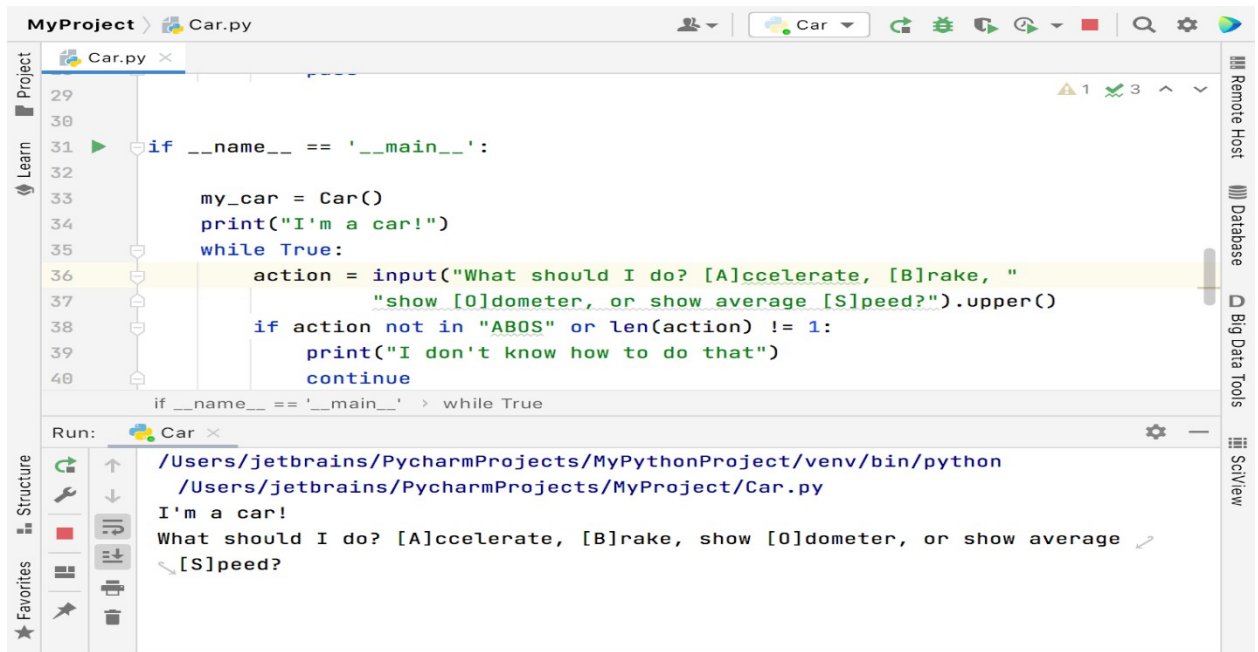 MyProject Car.py Car
Car.py
Project
Learn
Structure
Favorites
29
30
31 if __name__ == '__main__':
32
33 my_car = Car()
34 print("I'm a car!")
35 while True:
36 action = input("What should I do? [A]ccelerate, [B]rake, "
37 "show [O]dometer, or show average [S]peed?").upper()
38 if action not in "ABOS" or len(action) != 1:
39 print("I don't know how to do that")
40 continue
1 3
if __name__ == '__main__' > while True
Remote Host
Database
Big Data Tools
SciView
Run: Car
/Users/jetbrains/PycharmProjects/MyPythonProject/venv/bin/python
/Users/jetbrains/PycharmProjects/MyProject/Car.py
I'm a car!
What should I do? [A]ccelerate, [B]rake, show [O]dometer, or show average
[S]peed?